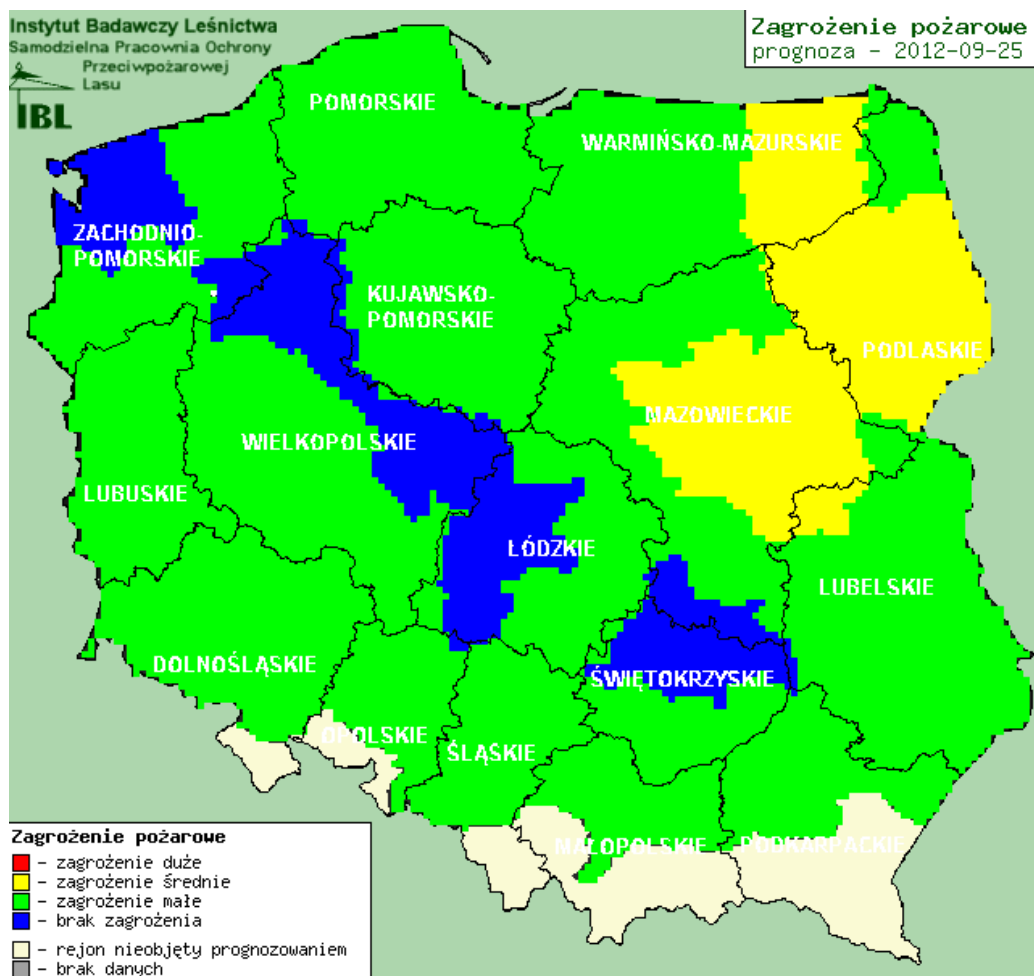 Instytut Badawczy Leśnictwa
Samodzielna Pracownia Ochrony
Przeciwpożarowej
Lasu
IBL
Zagrożenie pożarowe
prognoza - 2012-09-25
POMORSKIE
WARMIŃSKO-MAZURSKIE
ZACHODNIO-
POMORSKIE
KUJAWSKO-
POMORSKIE
PODLASKIE
MAZOWIECKIE
WIELKOPOLSKIE
LUBUSKIE
ŁÓDZKIE
LUBELSKIE
DOLNOŚLĄSKIE
ŚWIĘTOKRZYSKIE
OPOLSKIE
ŚLĄSKIE
MAŁOPOLSKIE
PODKARPACKIE
Zagrożenie pożarowe
- zagrożenie duże
- zagrożenie średnie
- zagrożenie małe
- brak zagrożenia
- rejon nieobjęty prognozowaniem
- brak danych